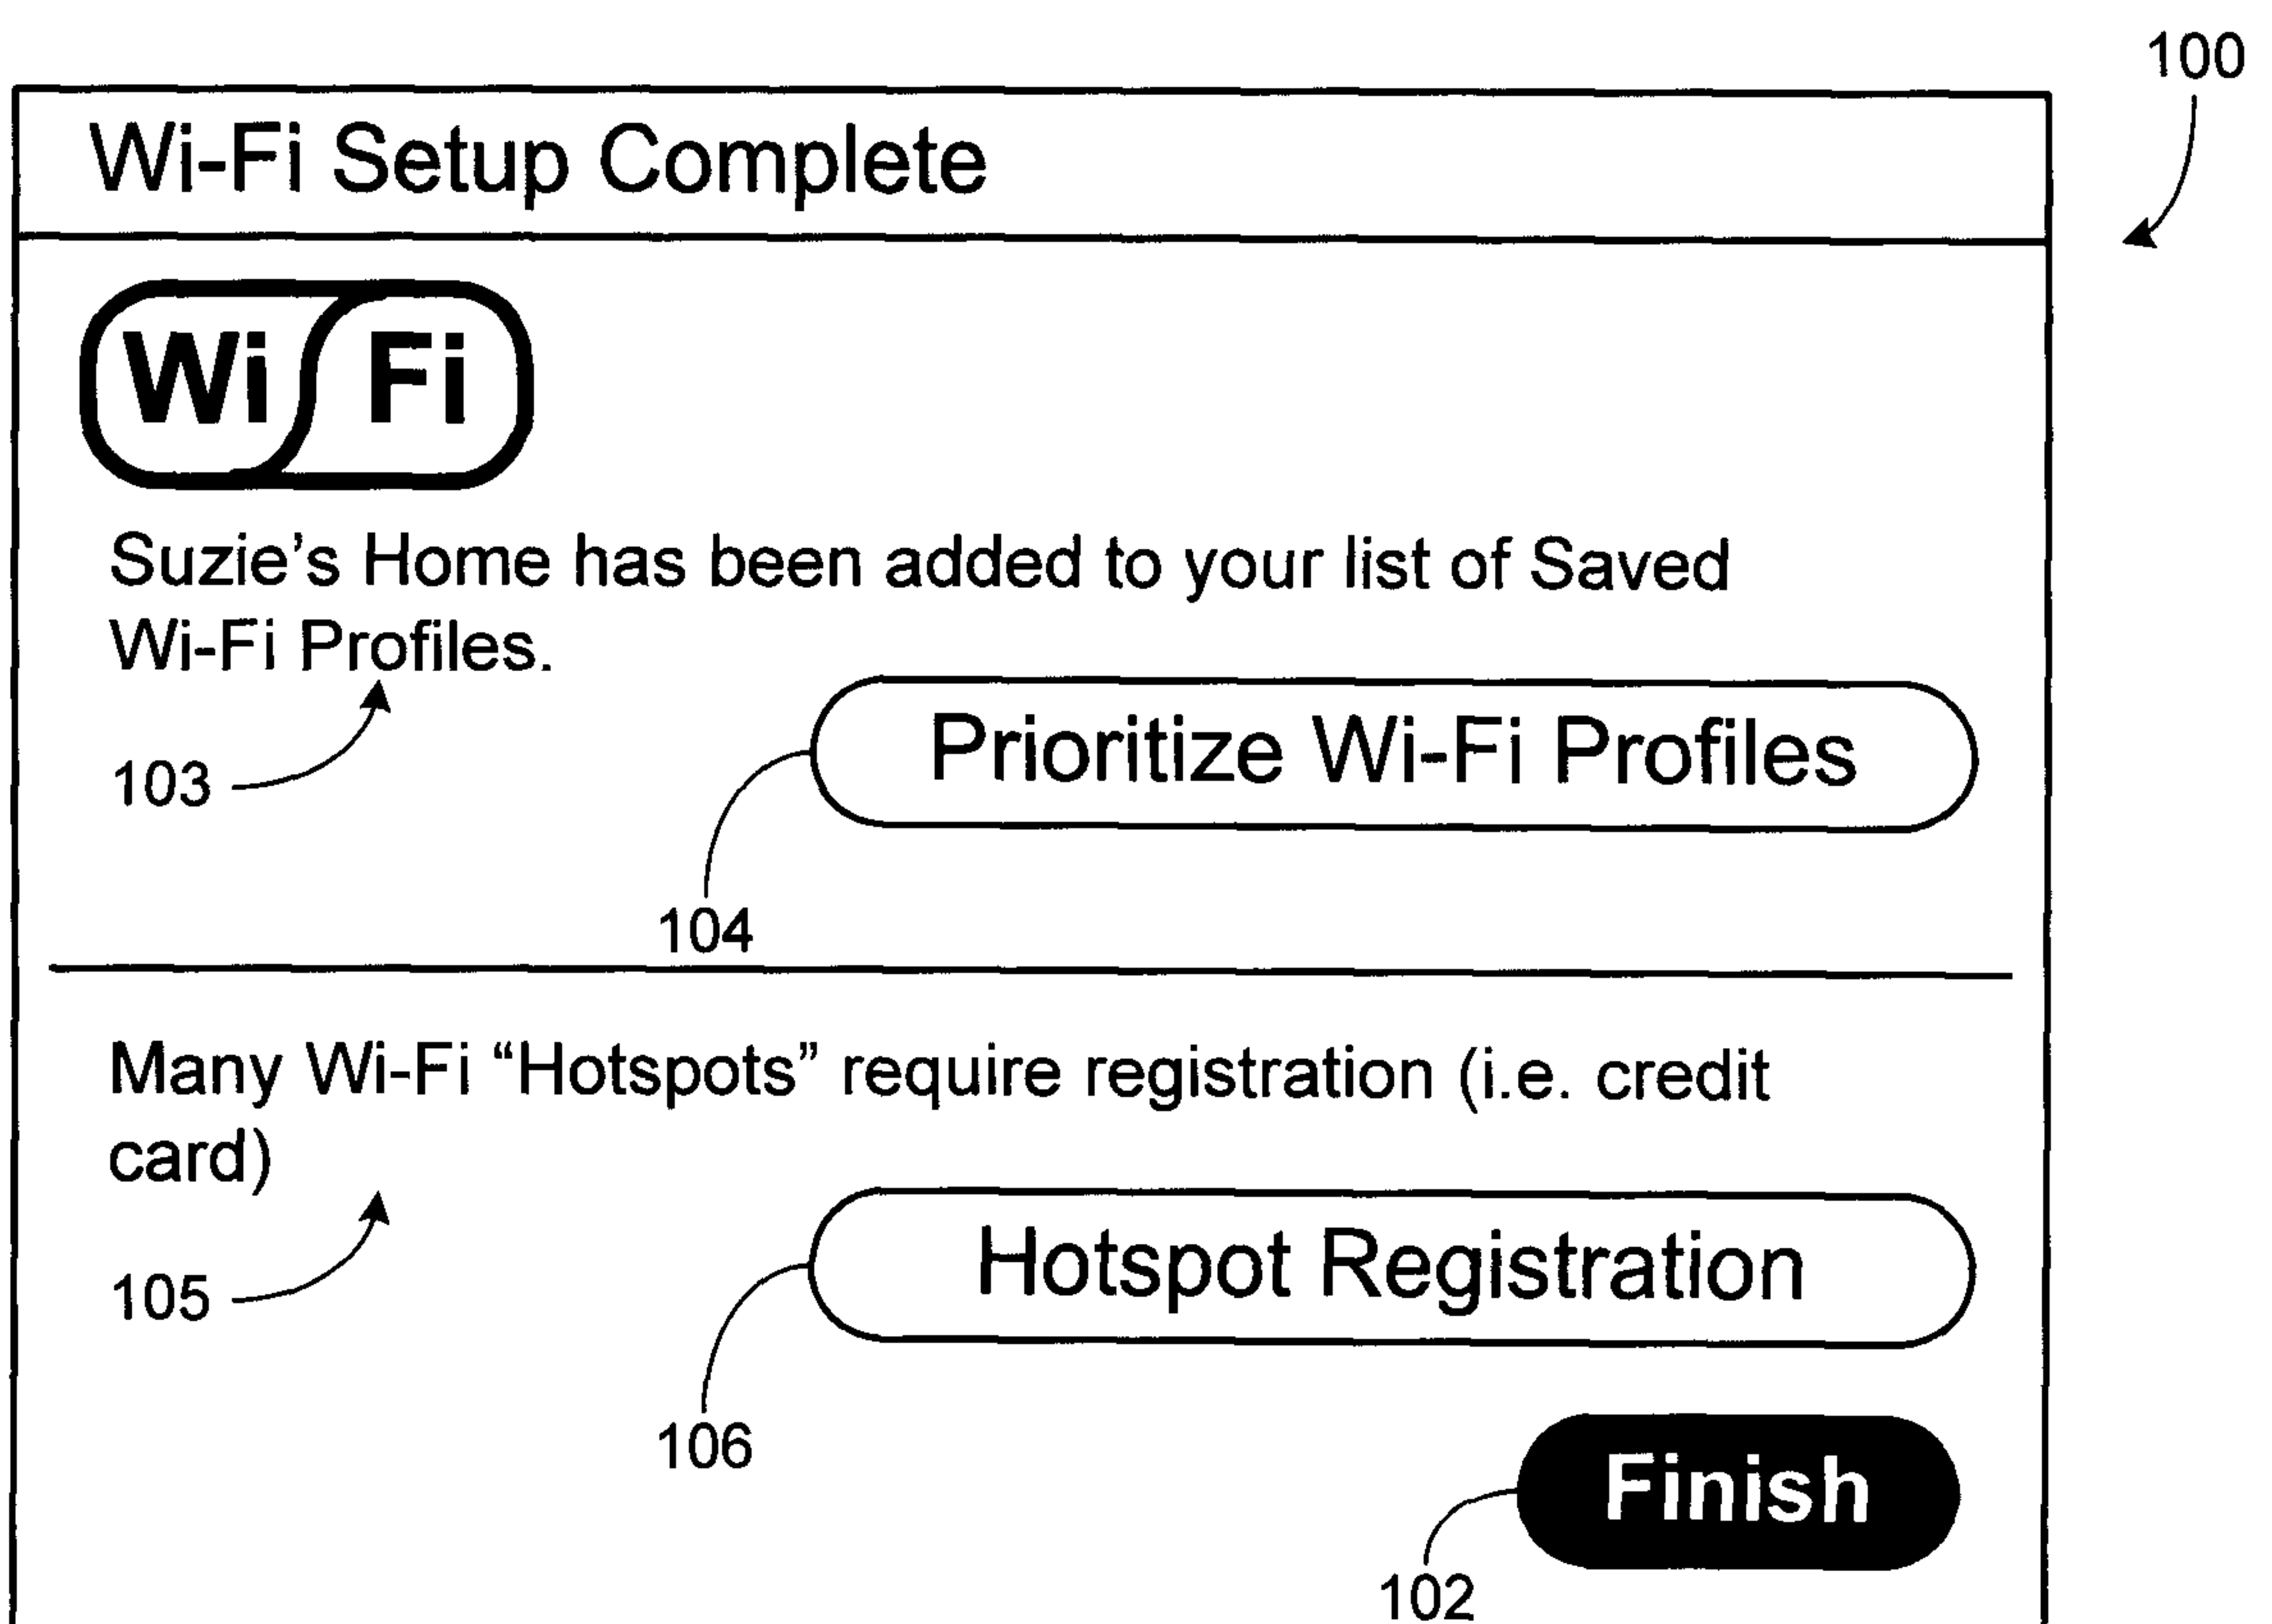 100
Wi-Fi Setup Complete
Wi Fi
Suzie's Home has been added to your list of Saved
Wi-Fi Profiles.
Prioritize Wi-Fi Profiles
103
104
Many Wi-Fi “Hotspots” require registration (i.e. credit
card)
Hotspot Registration
105
106
Finish
102